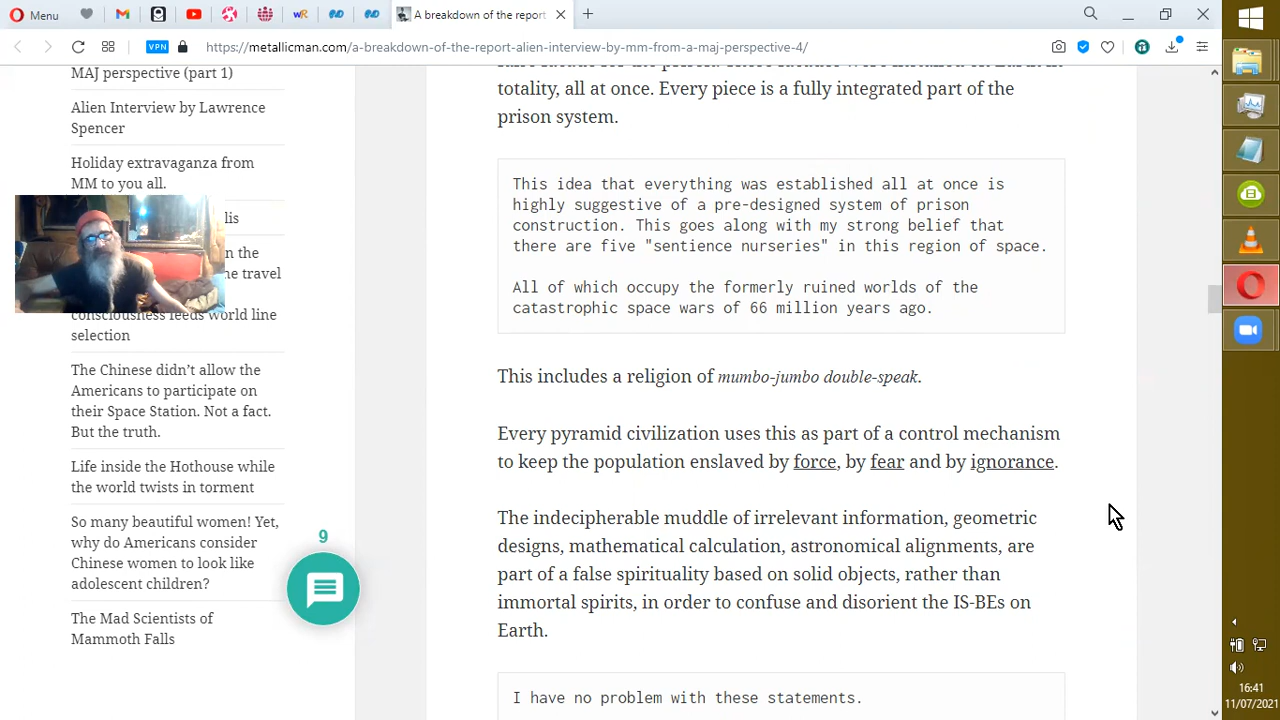 Menu
A breakdown of the report
VPN
https://metallicman.com/a-breakdown-of-the-report-alien-interview-by-mm-from-a-maj-perspective-4/
MAJ perspective (part 1)
Alien Interview by Lawrence
Spencer
Holiday extravaganza from
MM to you all.
lis
n the
ne travel
consciousness feeds world line
selection
The Chinese didn’t allow the
Americans to participate on
their Space Station. Not a fact.
But the truth.
Life inside the Hothouse while
the world twists in torment
So many beautiful women! Yet,
why do Americans consider
Chinese women to look like
adolescent children?
The Mad Scientists of
Mammoth Falls
9
totality, all at once. Every piece is a fully integrated part of the
prison system.
This idea that everything was established all at once is
highly suggestive of a pre-designed system of prison
construction. This goes along with my strong belief that
there are five "sentience nurseries" in this region of space.
All of which occupy the formerly ruined worlds of the
catastrophic space wars of 66 million years ago.
This includes a religion of mumbo-jumbo double-speak.
Every pyramid civilization uses this as part of a control mechanism
to keep the population enslaved by force, by fear and by ignorance.
The indecipherable muddle of irrelevant information, geometric
designs, mathematical calculation, astronomical alignments, are
part of a false spirituality based on solid objects, rather than
immortal spirits, in order to confuse and disorient the IS-BEs on
Earth.
I have no problem with these statements.
16:41
11/07/2021